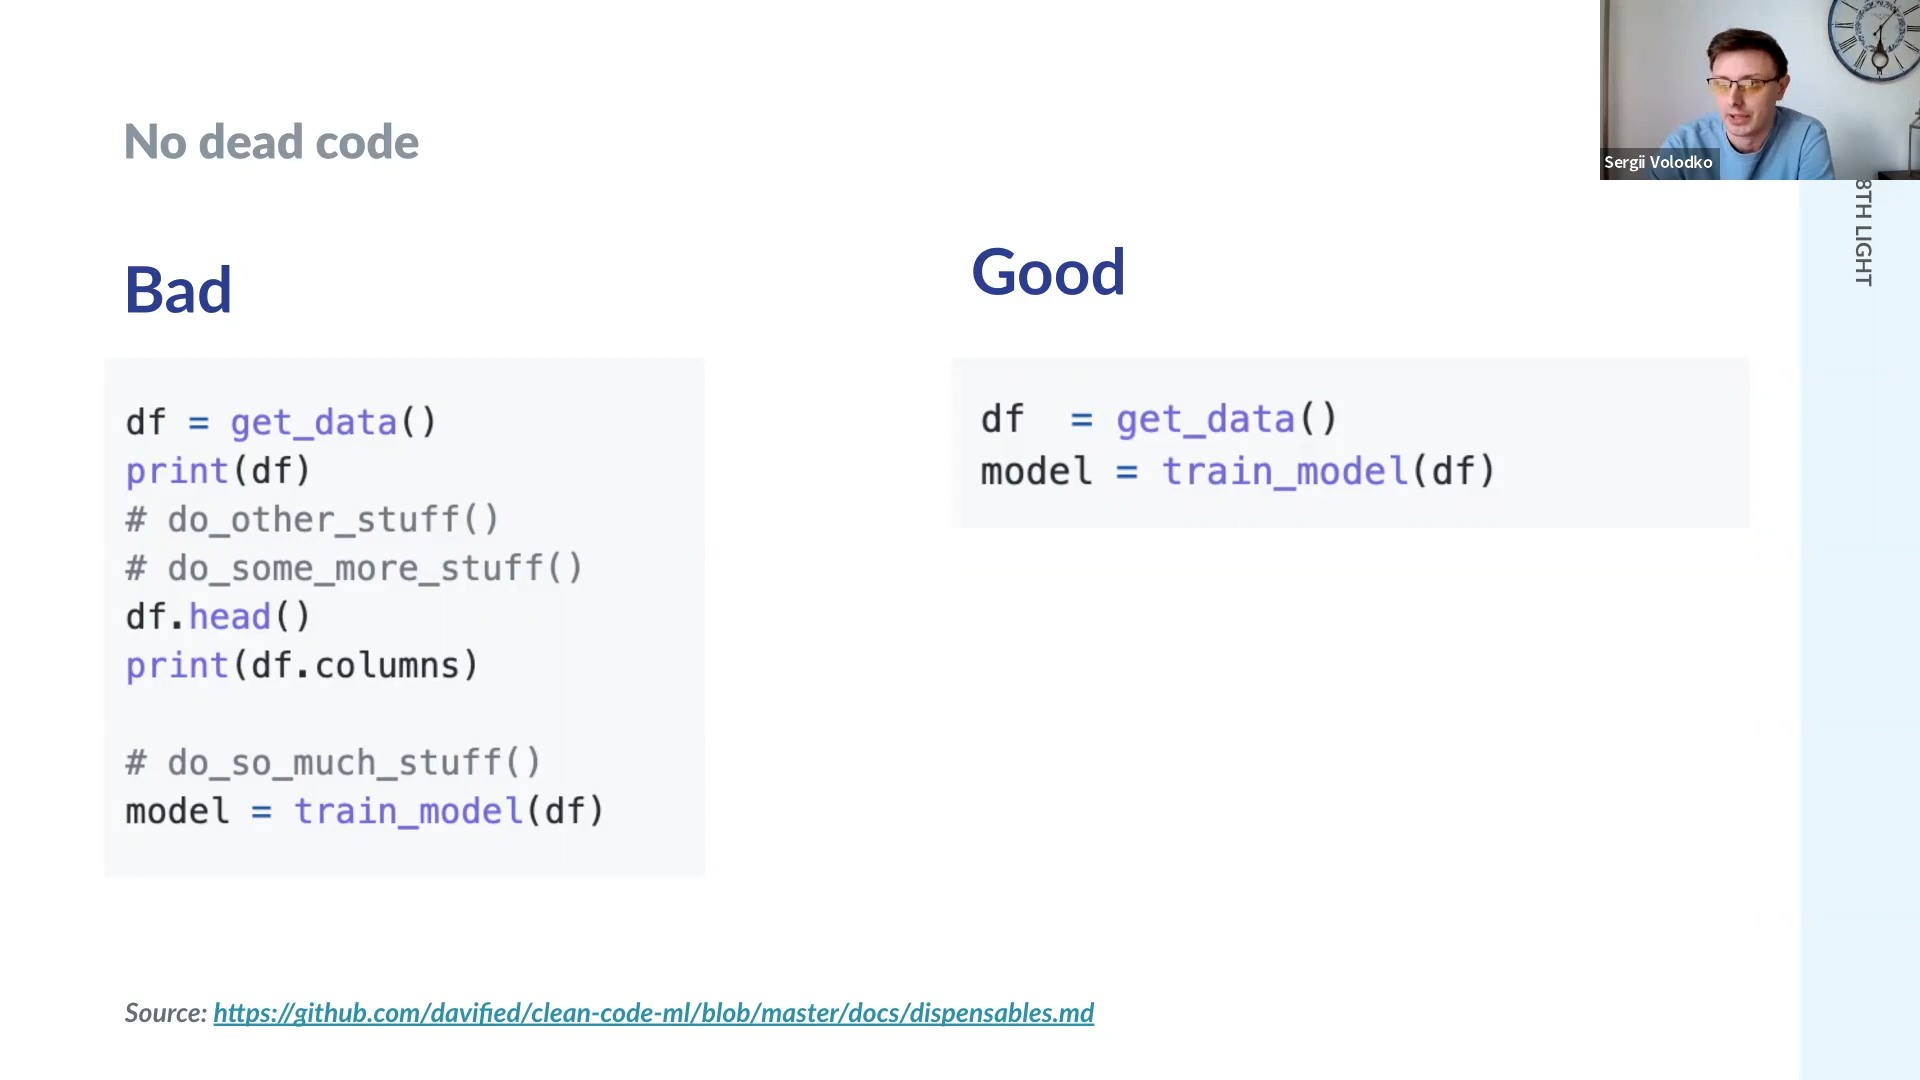 No dead code
Sergii Volodko
8TH LIGHT
Bad
df = get_data()
print(df)
# do_other_stuff()
# do_some_more_stuff()
df.head()
print(df.columns)
# do_so_much_stuff()
model = train_model(df)
Good
df  = get_data()
model = train_model(df)
Source: https://github.com/davified/clean-code-ml/blob/master/docs/dispensables.md